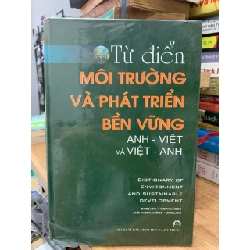 Từ điển
MÔI TRƯỜNG
VÀ PHÁT TRIỂN
BỀN VỮNG
ANH - VIỆT
VÀ VIỆT - ANH
DICTIONARY OF
ENVIRONMENT
AND SUSTAINABLE
DEVELOPMENT